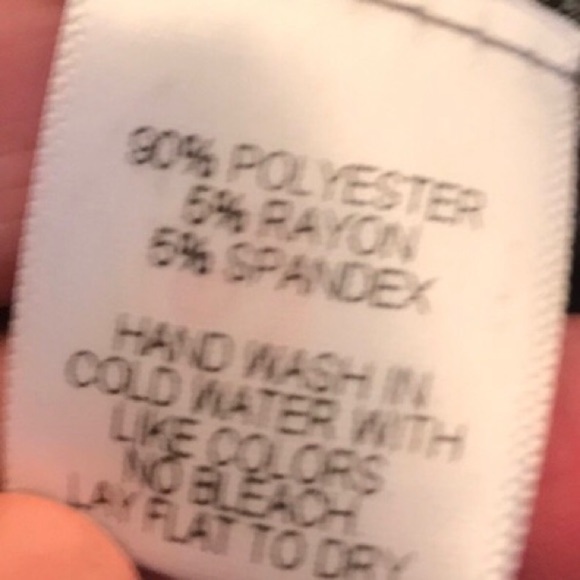 90% POLYESTER
5% RAYON
5% SPANDEX
HAND WASH IN
COLD WATER WITH
LIKE COLORS
NO BLEACH
LAY FLAT TO DRY